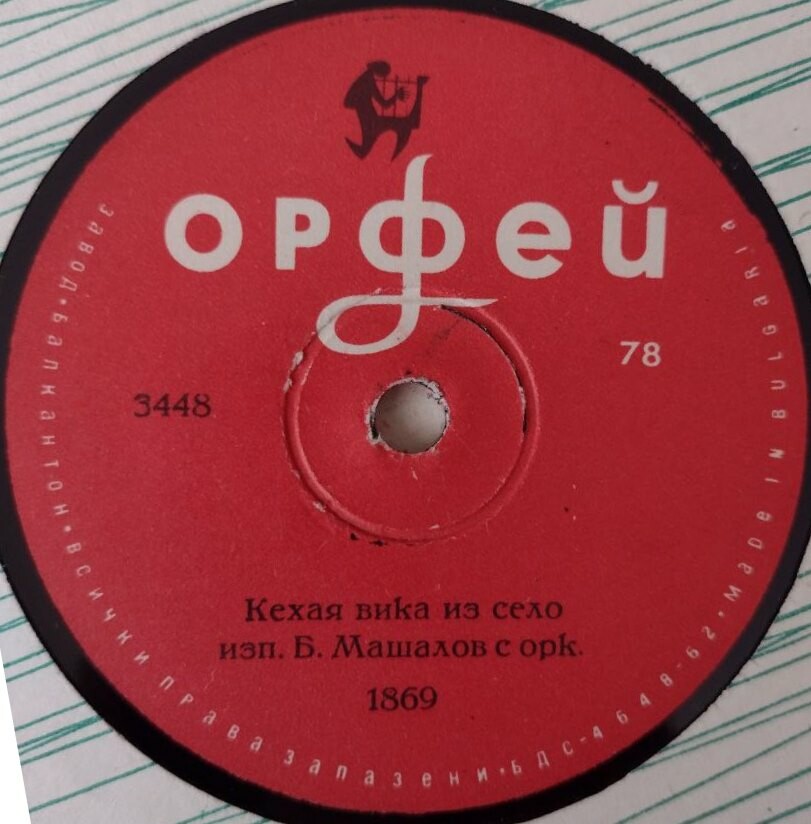 орфей
78
3448
Кехая вика из село
изп. Б. Машалов с орк.
1869
завод • балкантон • всички права запазени • БДС-4648-62 • made in Bulgaria